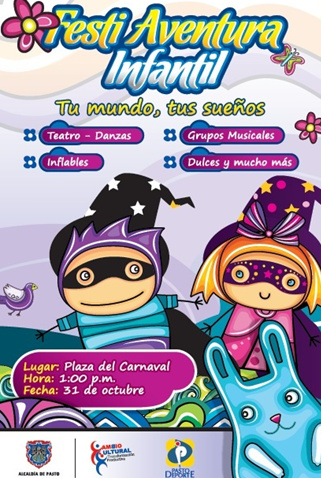 Festi Aventura
Infantil
Tu mundo, tus sueños
Teatro - Danzas
Grupos Musicales
Inflables
Dulces y mucho más
Lugar: Plaza del Carnaval
Hora: 1:00 p.m.
Fecha: 31 de octubre
ALCALDÍA DE PASTO
CAMBIO
CULTURAL
PASTO
DEPORTE